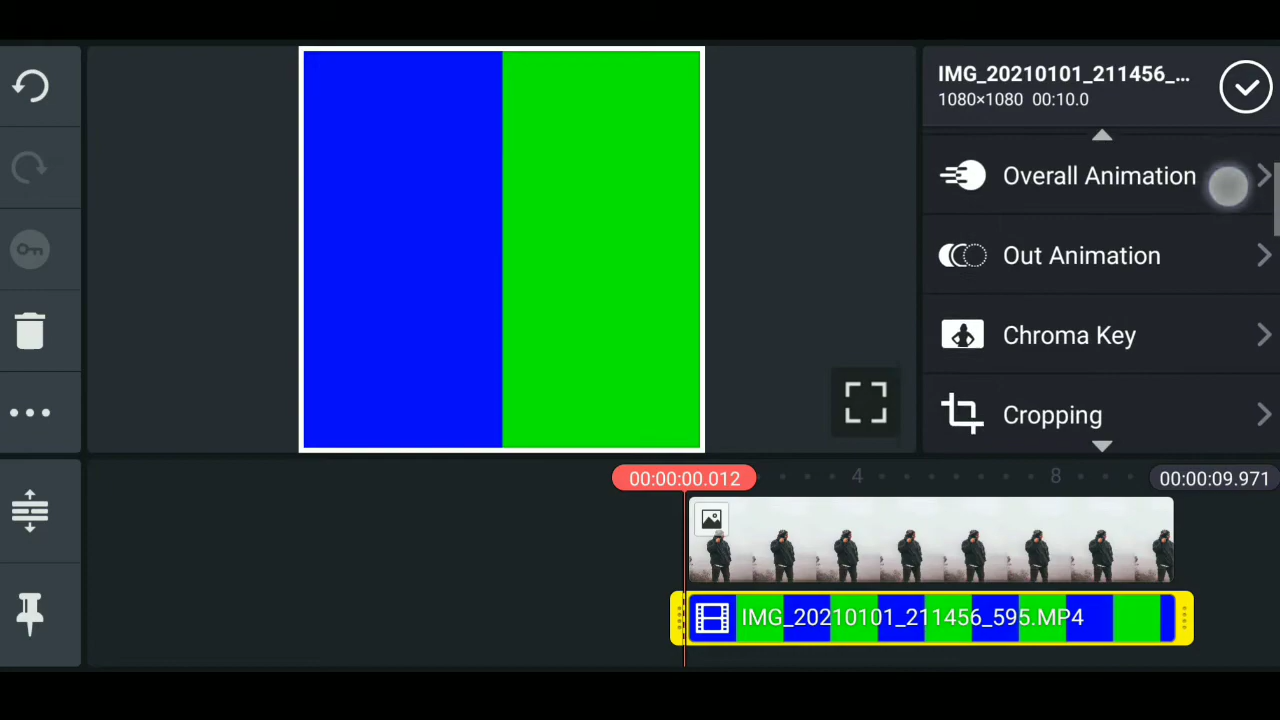 IMG_20210101_211456_...
1080×1080 00:10.0
Overall Animation
Out Animation
Chroma Key
Cropping
00:00:00.012
4
8
00:00:09.971
IMG_20210101_211456_595.MP4